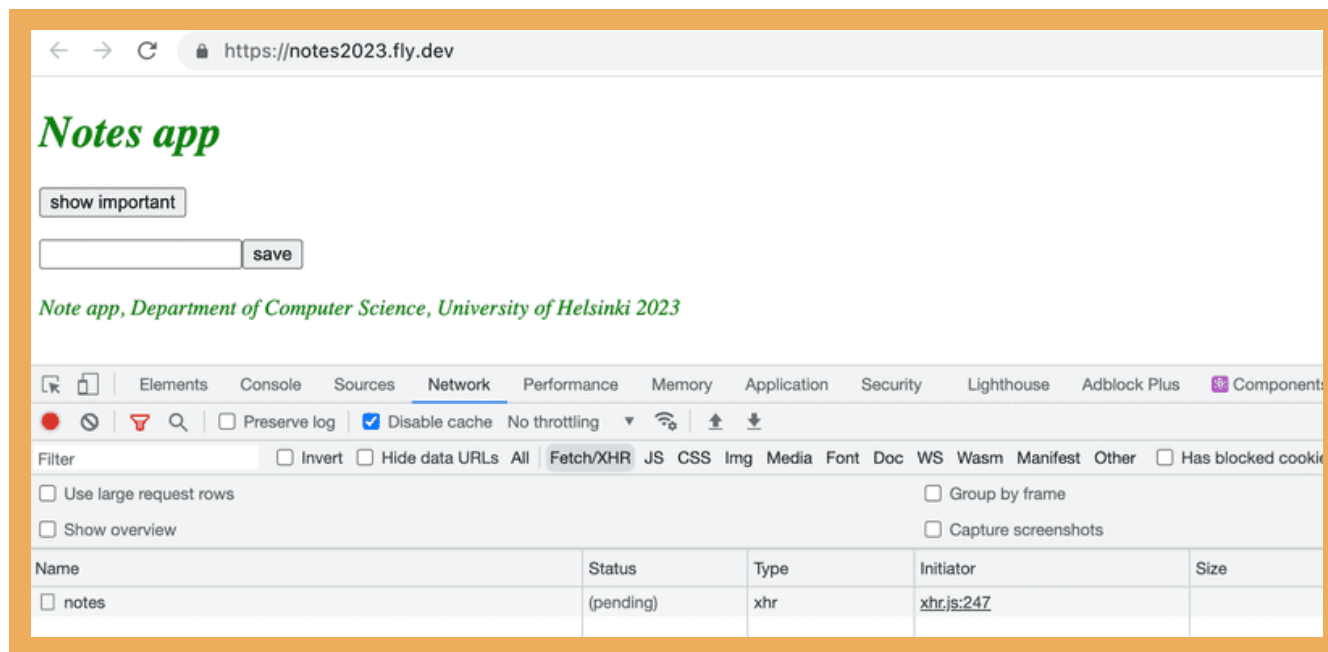 https://notes2023.fly.dev
Notes app
show important
save
Note app, Department of Computer Science, University of Helsinki 2023
Elements Console Sources Network Performance Memory Application Security Lighthouse Adblock Plus Components
Preserve log Disable cache No throttling
Filter Invert Hide data URLs All Fetch/XHR JS CSS Img Media Font Doc WS Wasm Manifest Other Has blocked cookie
Use large request rows Group by frame
Show overview Capture screenshots
Name Status Type Initiator Size
notes (pending) xhr xhr.js:247